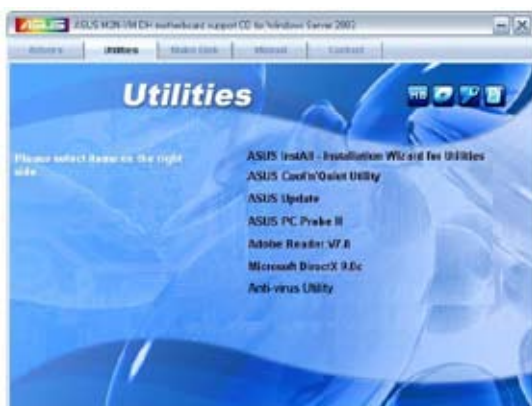 ASUS M2N-VM DH motherboard support CD for Windows Server 2003
Drivers Utilities Make Disk Manual Contact
Utilities
Please select items on the right
side.
ASUS InstAll - Installation Wizard for Utilities
ASUS Cool'n'Quiet Utility
ASUS Update
ASUS PC Probe II
Adobe Reader V7.0
Microsoft DirectX 9.0c
Anti-virus Utility